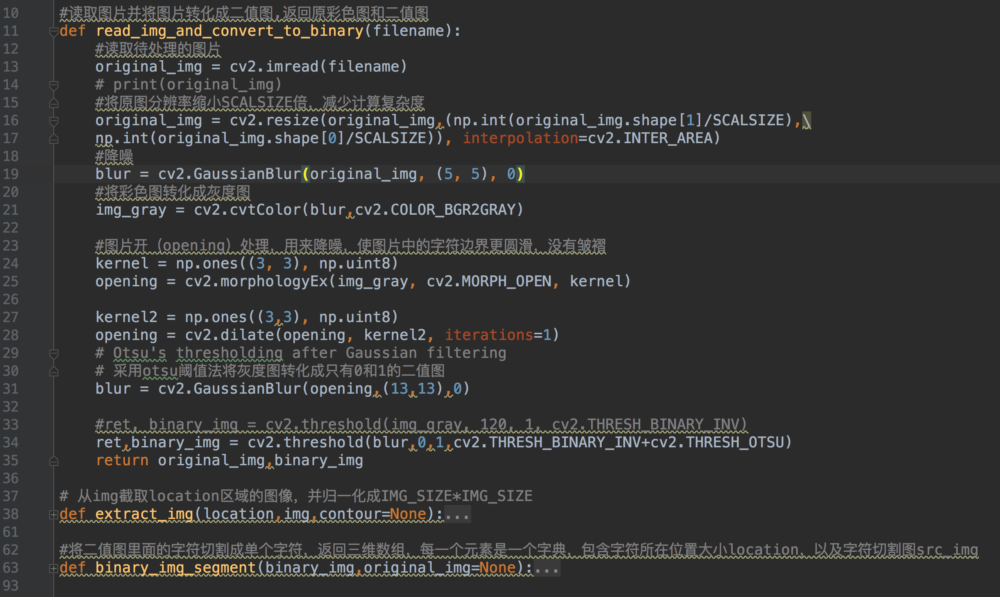 10 #读取图片并将图片转化成二值图,返回原彩色图和二值图
11 def read_img_and_convert_to_binary(filename):
12     #读取待处理的图片
13     original_img = cv2.imread(filename)
14     # print(original_img)
15     #将原图分辨率缩小SCALSIZE倍，减少计算复杂度
16     original_img = cv2.resize(original_img,(np.int(original_img.shape[1]/SCALSIZE),\
17     np.int(original_img.shape[0]/SCALSIZE)), interpolation=cv2.INTER_AREA)
18     #降噪
19     blur = cv2.GaussianBlur(original_img, (5, 5), 0)
20     #将彩色图转化成灰度图
21     img_gray = cv2.cvtColor(blur,cv2.COLOR_BGR2GRAY)
22
23     #图片开（opening）处理，用来降噪，使图片中的字符边界更圆滑，没有皱褶
24     kernel = np.ones((3, 3), np.uint8)
25     opening = cv2.morphologyEx(img_gray, cv2.MORPH_OPEN, kernel)
26
27     kernel2 = np.ones((3,3), np.uint8)
28     opening = cv2.dilate(opening, kernel2, iterations=1)
29     # Otsu's thresholding after Gaussian filtering
30     # 采用otsu阈值法将灰度图转化成只有0和1的二值图
31     blur = cv2.GaussianBlur(opening,(13,13),0)
32
33     #ret, binary_img = cv2.threshold(img_gray, 120, 1, cv2.THRESH_BINARY_INV)
34     ret,binary_img = cv2.threshold(blur,0,1,cv2.THRESH_BINARY_INV+cv2.THRESH_OTSU)
35     return original_img,binary_img
36
37 # 从img截取location区域的图像，并归一化成IMG_SIZE*IMG_SIZE
38 def extract_img(location,img,contour=None):...
61
62 #将二值图里面的字符切割成单个字符，返回三维数组，每一个元素是一个字典，包含字符所在位置大小location，以及字符切割图src_img
63 def binary_img_segment(binary_img,original_img=None):...
93